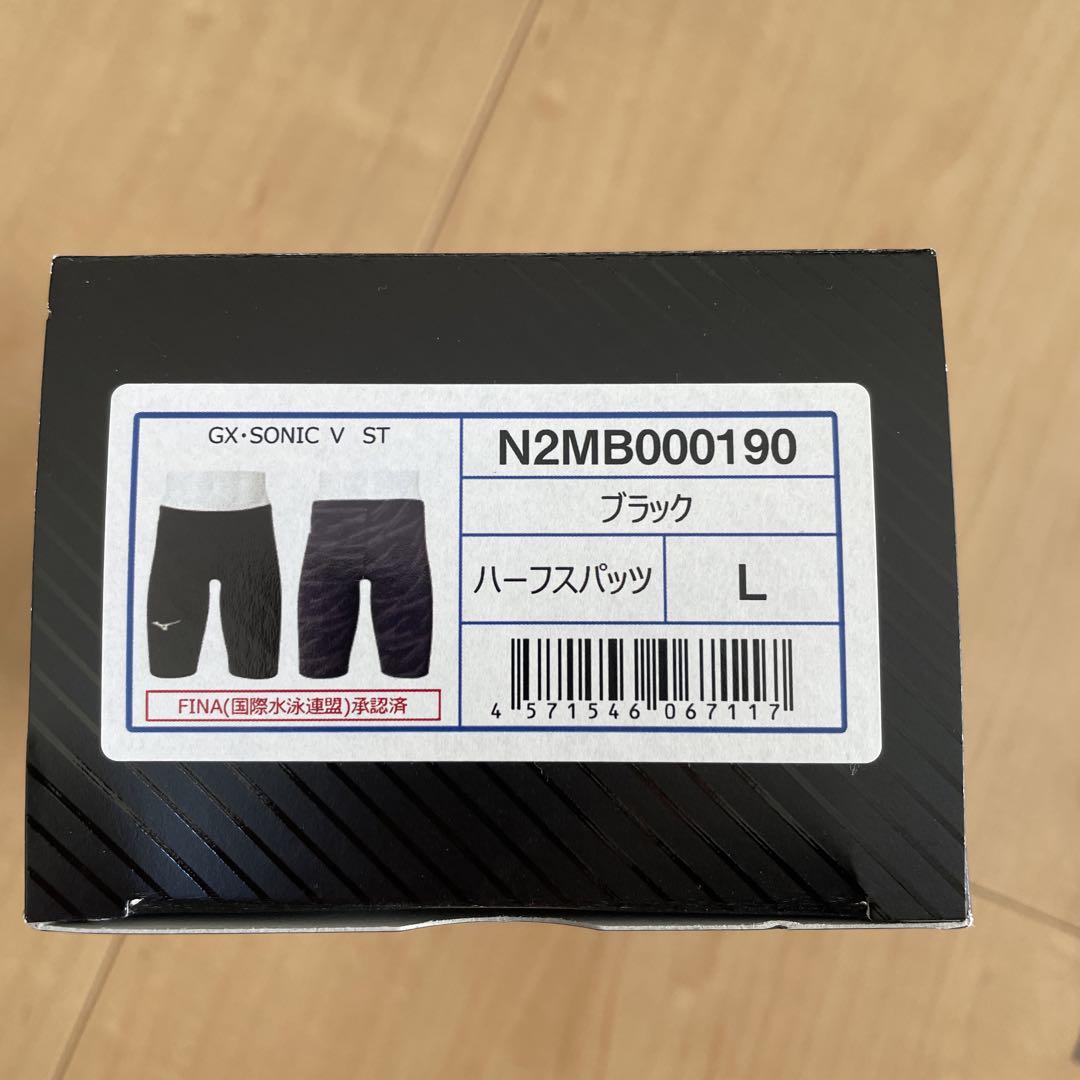 GX・SONIC V ST
FINA(国際水泳連盟)承認済
N2MB000190
ブラック
ハーフスパッツ
L
4 571546 067117